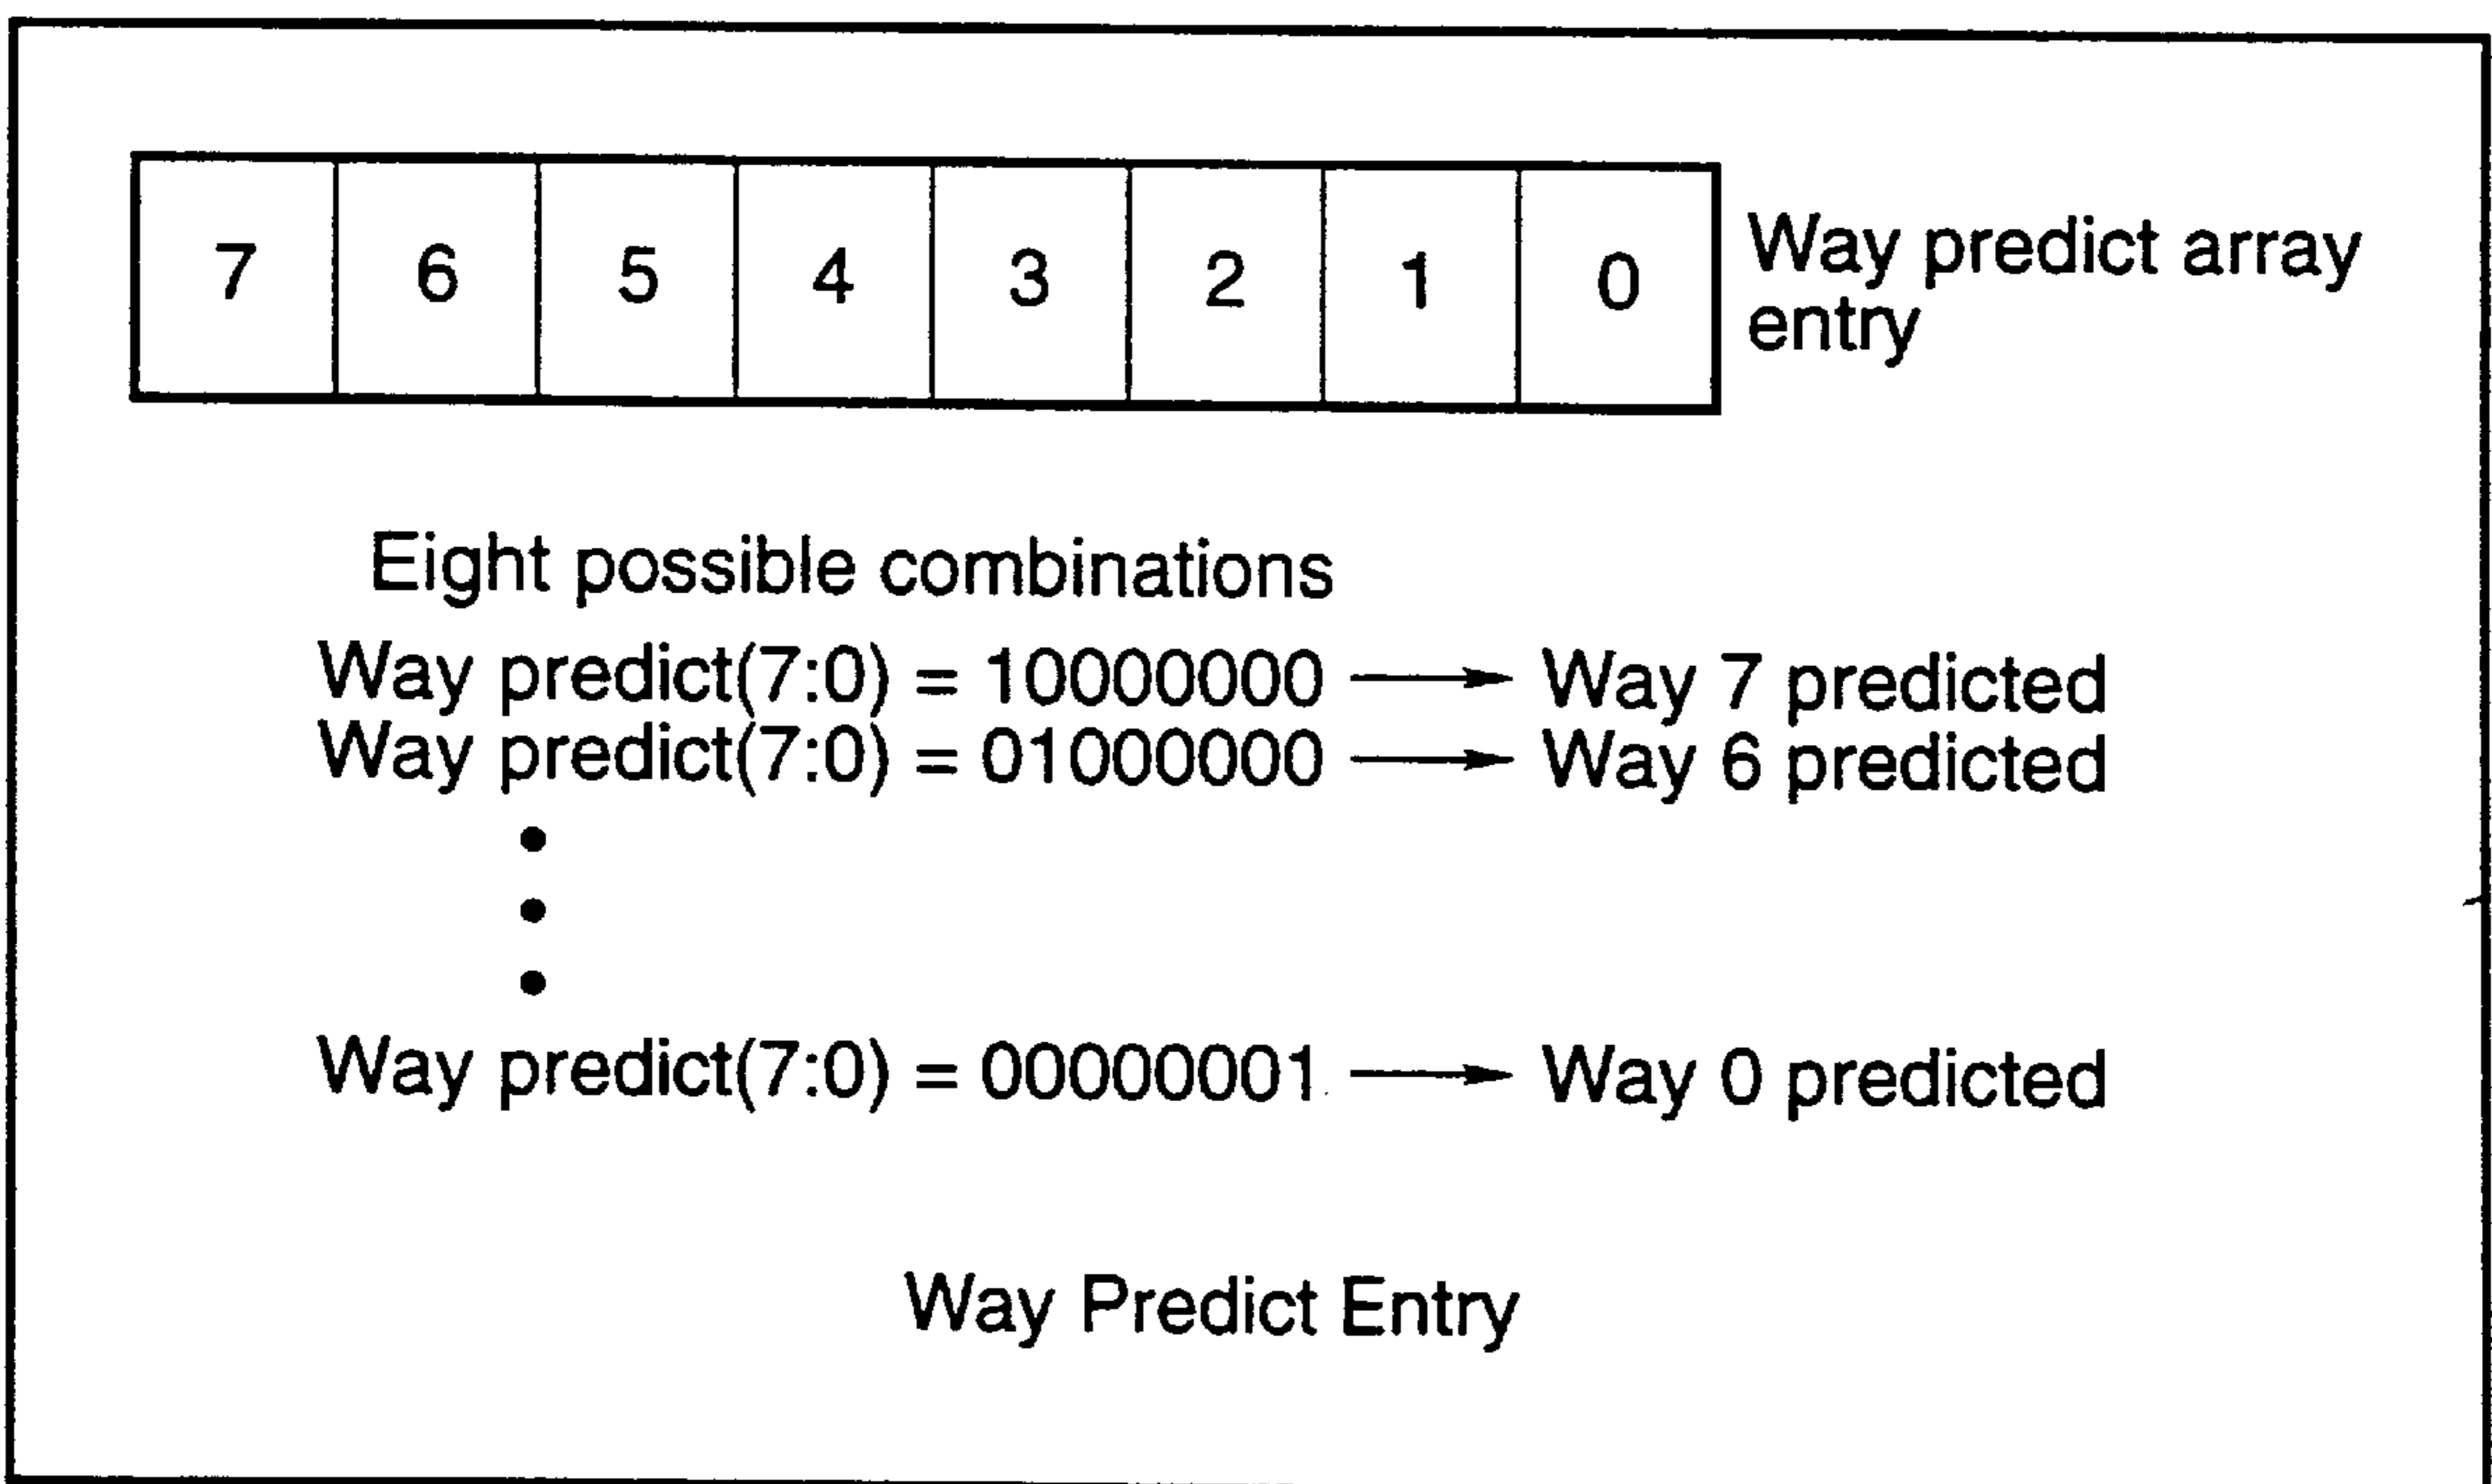 7 6 5 4 3 2 1 0
Way predict array
entry
Eight possible combinations
Way predict(7:0) = 10000000 → Way 7 predicted
Way predict(7:0) = 01000000 → Way 6 predicted
•
•
•
Way predict(7:0) = 00000001 → Way 0 predicted
Way Predict Entry